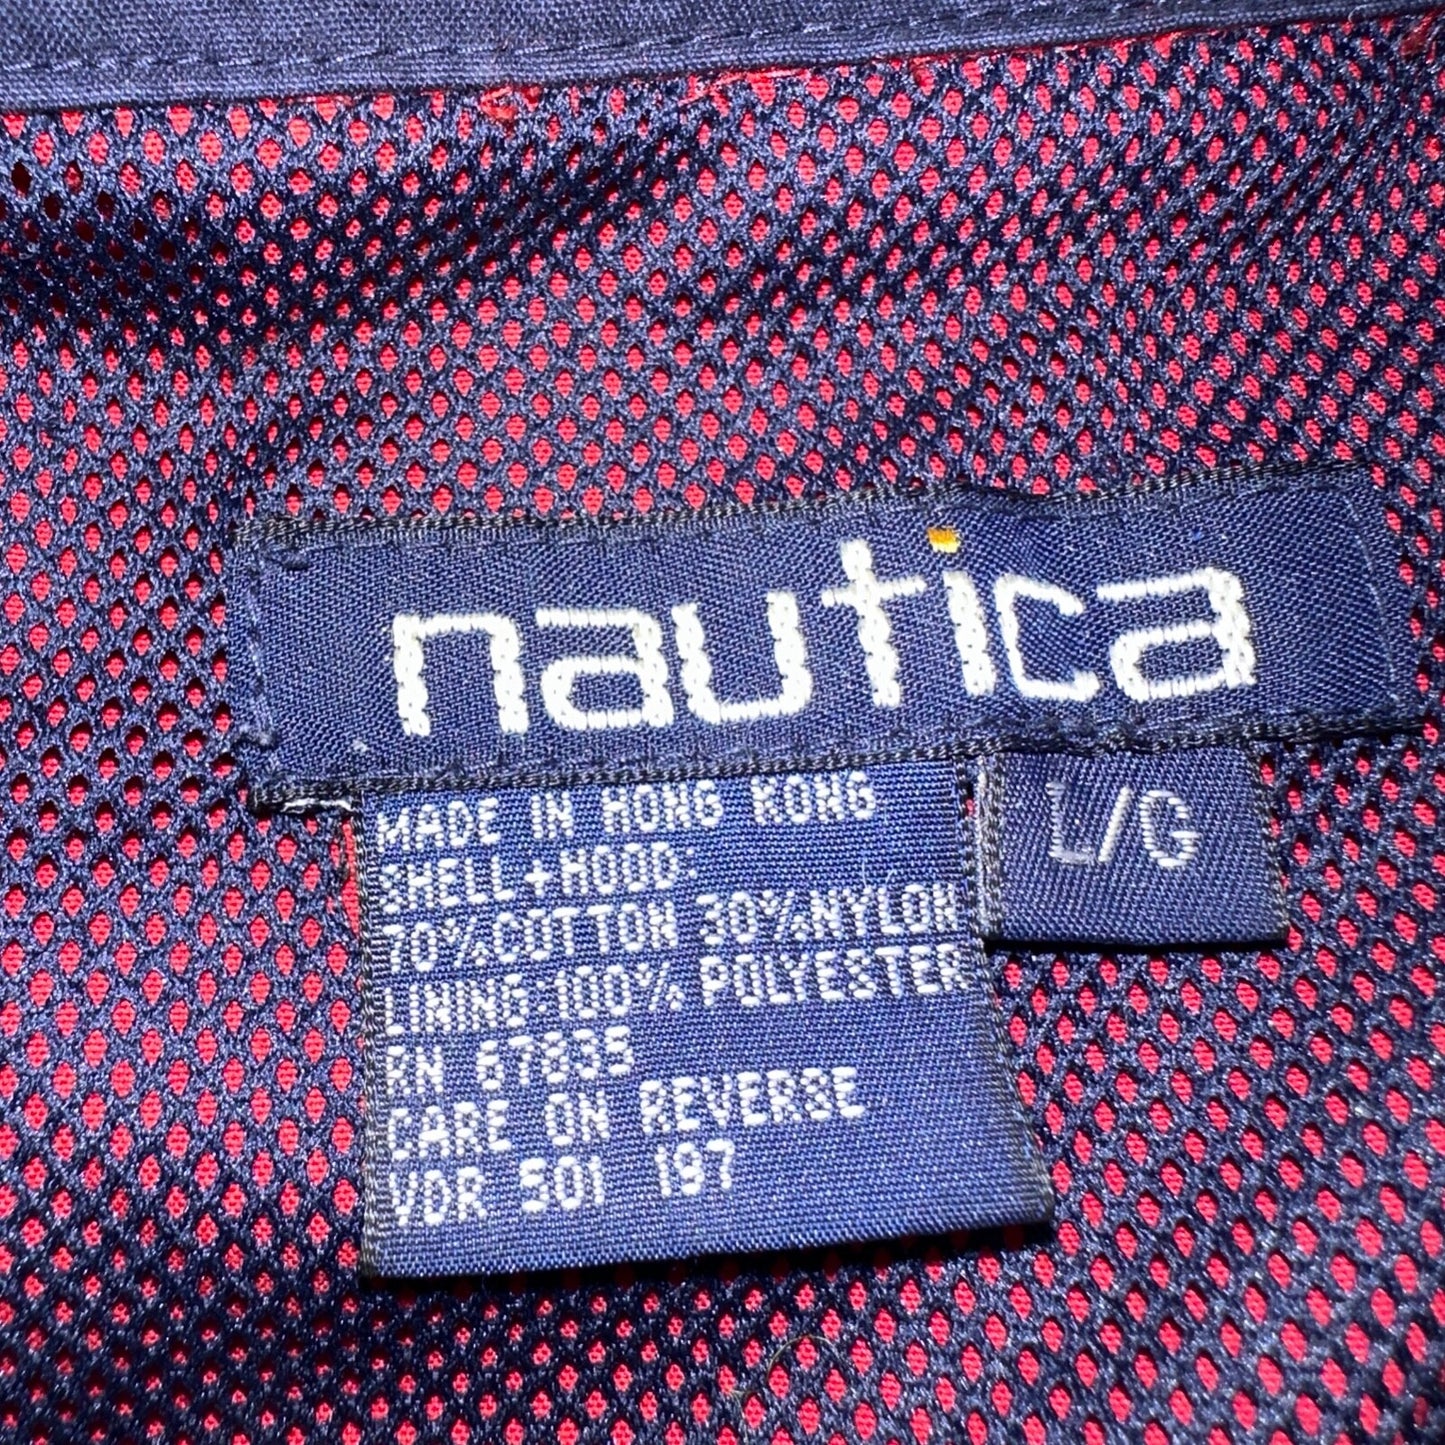 nautica
L/G
MADE IN HONG KONG
SHELL+HOOD:
70%COTTON 30%NYLON
LINING:100% POLYESTER
RN 67835
CARE ON REVERSE
VDR 501 197